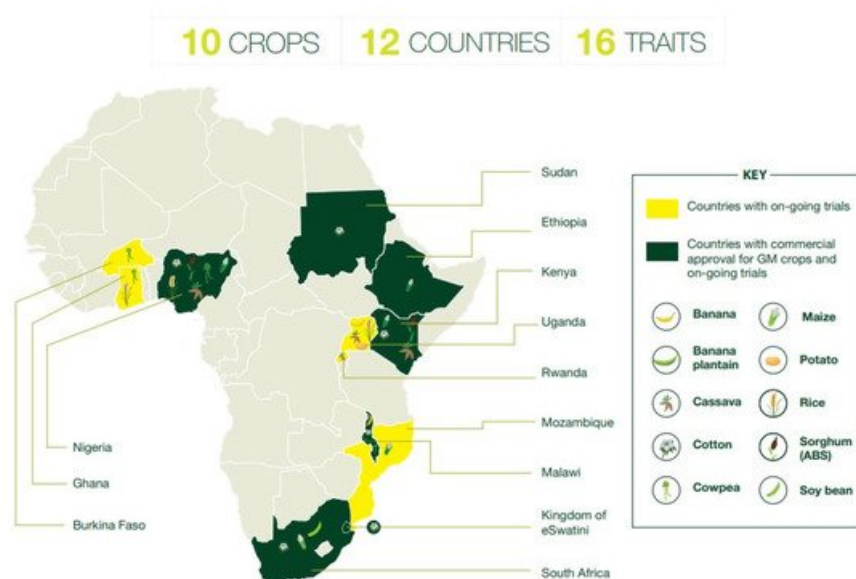 10 CROPS
12 COUNTRIES
16 TRAITS
Sudan
Ethiopia
Kenya
Uganda
Rwanda
Mozambique
Malawi
Kingdom of
eSwatini
South Africa
Nigeria
Ghana
Burkina Faso
KEY
Countries with on-going trials
Countries with commercial
approval for GM crops and
on-going trials
Banana
Maize
Banana
plantain
Potato
Cassava
Rice
Cotton
Sorghum
(ABS)
Cowpea
Soy bean